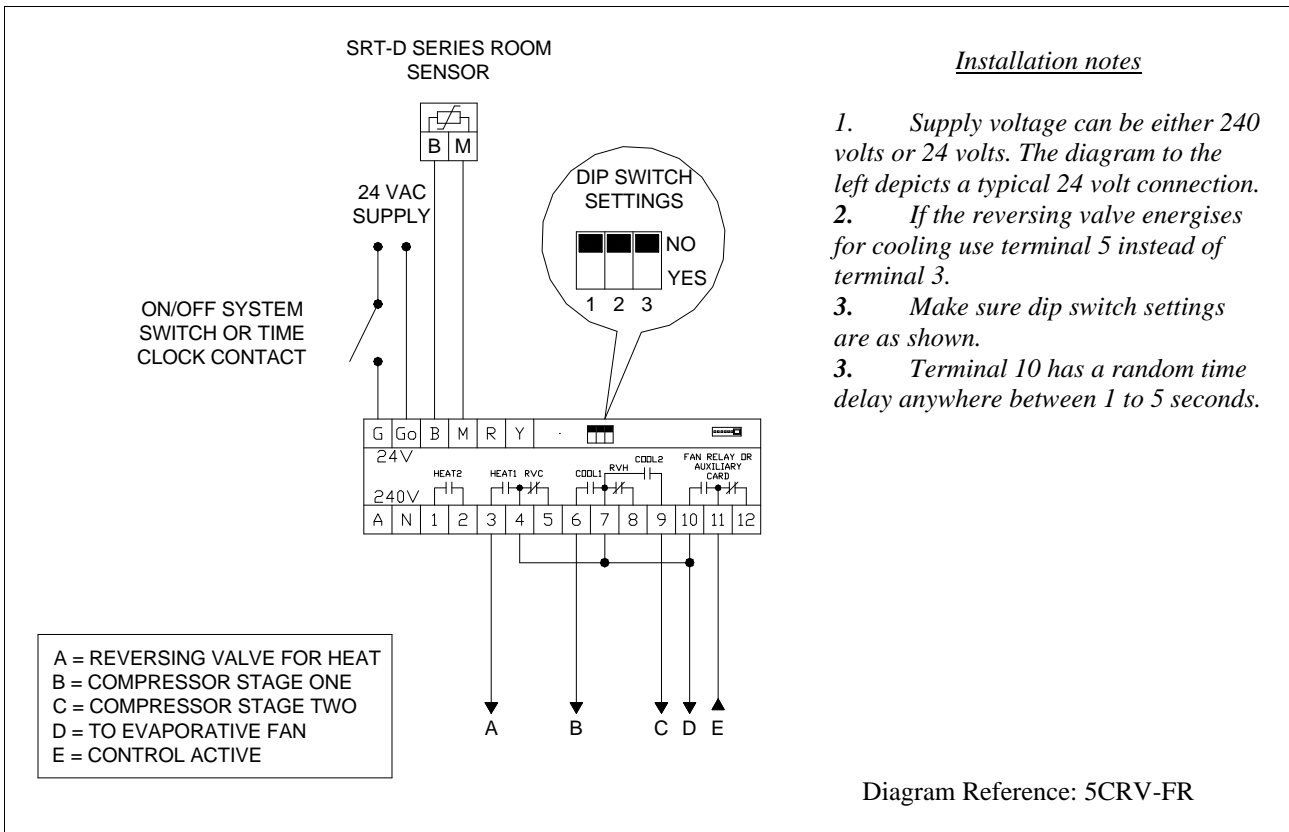 SRT-D SERIES ROOM
SENSOR
B M
24 VAC
SUPPLY
ON/OFF SYSTEM
SWITCH OR TIME
CLOCK CONTACT
DIP SWITCH
SETTINGS
NO
YES
1 2 3
G Go B M R Y ·
24V
240V
HEAT2
HEAT1 RVC
COOL1 RVH
COOL2
FAN RELAY OR
AUXILIARY
CARD
A N 1 2 3 4 5 6 7 8 9 10 11 12
A B C D E
A = REVERSING VALVE FOR HEAT
B = COMPRESSOR STAGE ONE
C = COMPRESSOR STAGE TWO
D = TO EVAPORATIVE FAN
E = CONTROL ACTIVE
Installation notes
1. Supply voltage can be either 240
volts or 24 volts. The diagram to the
left depicts a typical 24 volt connection.
2. If the reversing valve energises
for cooling use terminal 5 instead of
terminal 3.
3. Make sure dip switch settings
are as shown.
3. Terminal 10 has a random time
delay anywhere between 1 to 5 seconds.
Diagram Reference: 5CRV-FR